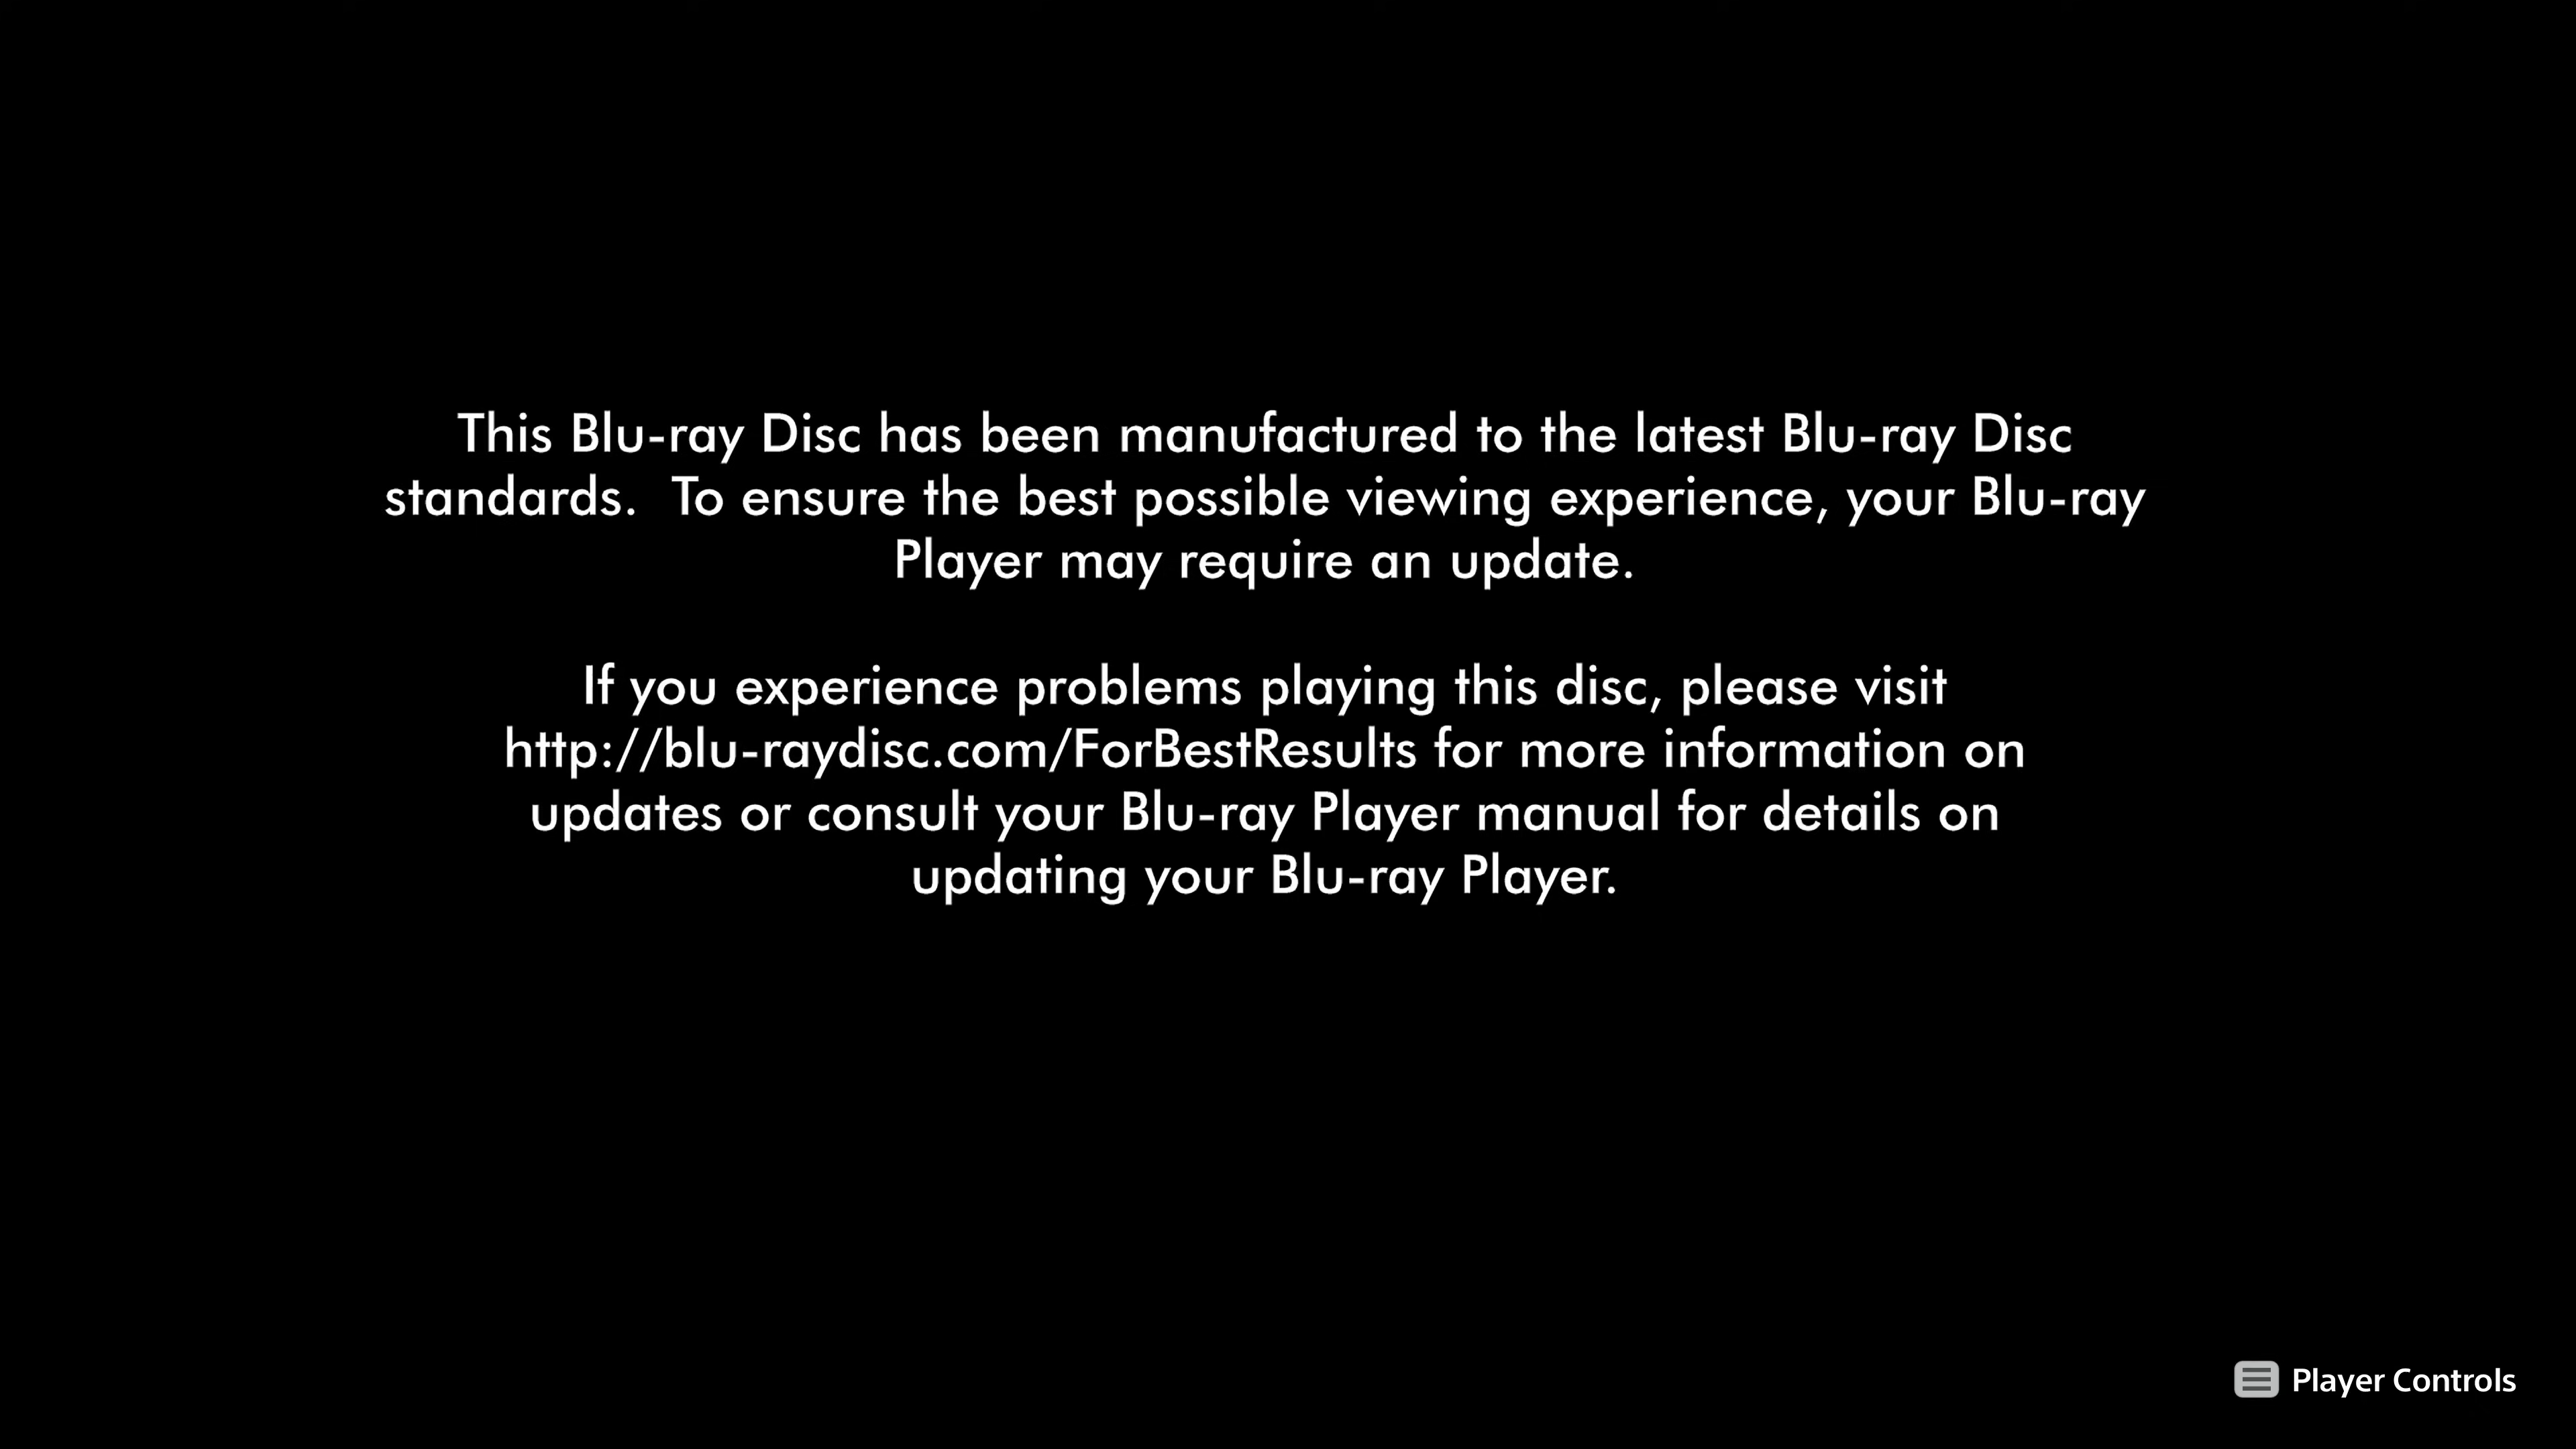 This Blu-ray Disc has been manufactured to the latest Blu-ray Disc
standards.  To ensure the best possible viewing experience, your Blu-ray
Player may require an update.
If you experience problems playing this disc, please visit
http://blu-raydisc.com/ForBestResults for more information on
updates or consult your Blu-ray Player manual for details on
updating your Blu-ray Player.
Player Controls